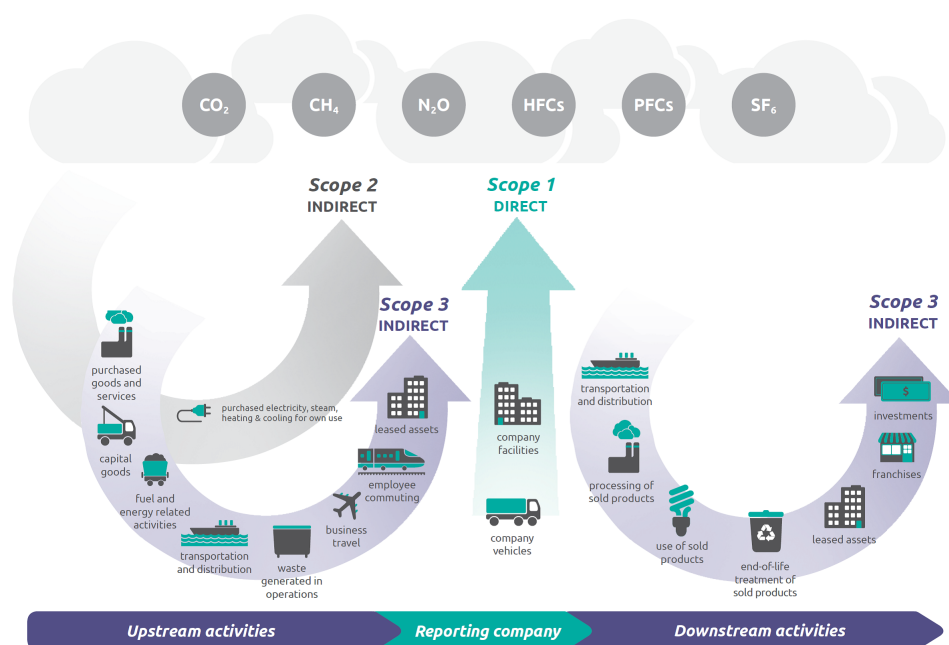 CO₂
CH₄
N₂O
HFCs
PFCs
SF₆
Scope 2
INDIRECT
Scope 1
DIRECT
Scope 3
INDIRECT
Scope 3
INDIRECT
purchased
goods and
services
capital
goods
fuel and
energy related
activities
purchased electricity, steam,
heating & cooling for own use
transportation
and distribution
waste
generated in
operations
business
travel
employee
commuting
leased assets
company
facilities
company
vehicles
transportation
and distribution
processing of
sold products
use of sold
products
end-of-life
treatment of
sold products
leased assets
franchises
$
investments
Upstream activities
Reporting company
Downstream activities